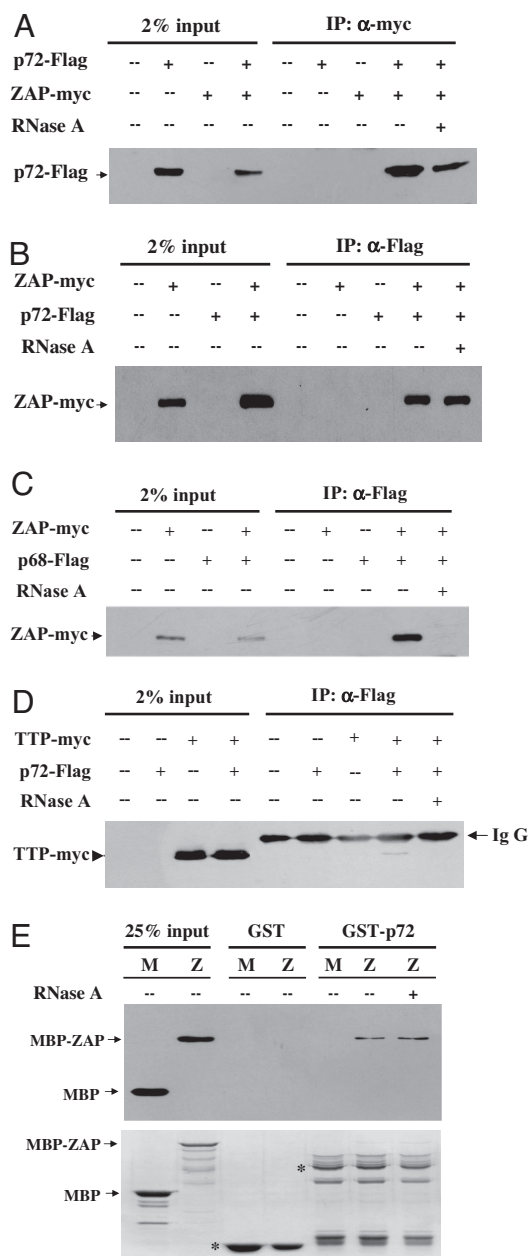 A
2% input IP: α-myc
p72-Flag -- + -- + -- + -- + +
ZAP-myc -- -- + + -- -- + + +
RNase A -- -- -- -- -- -- -- -- +
p72-Flag
B
2% input IP: α-Flag
ZAP-myc -- + -- + -- + -- + +
p72-Flag -- -- + + -- -- + + +
RNase A -- -- -- -- -- -- -- -- +
ZAP-myc
C
2% input IP: α-Flag
ZAP-myc -- + -- + -- + -- + +
p68-Flag -- -- + + -- -- + + +
RNase A -- -- -- -- -- -- -- -- +
ZAP-myc
D
2% input IP: α-Flag
TTP-myc -- -- + + -- -- + + +
p72-Flag -- + -- + -- + -- + +
RNase A -- -- -- -- -- -- -- -- +
Ig G
TTP-myc
E
25% input GST GST-p72
M Z M Z M Z Z
RNase A -- -- -- -- -- -- +
MBP-ZAP
MBP
MBP-ZAP
*
MBP
*